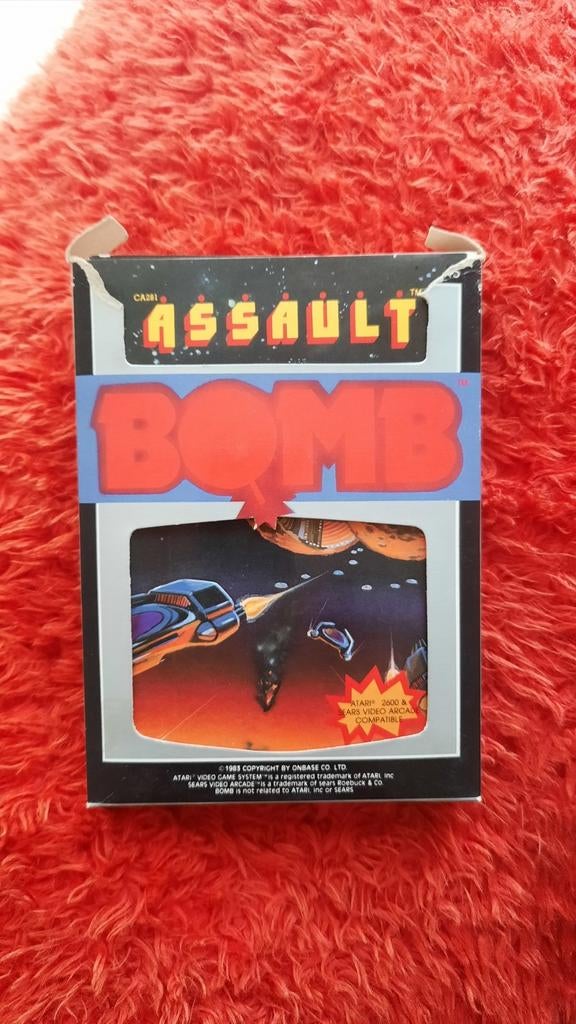 CA281 ASSAULT TM
BOMB TM
ATARI® 2600 &
SEARS VIDEO ARCADE
COMPATIBLE
© 1983 COPYRIGHT BY ONBASE CO. LTD.
ATARI® VIDEO GAME SYSTEM™ is a registered trademark of ATARI, Inc
SEARS VIDEO ARCADE™ is a trademark of Sears Roebuck & CO.
BOMB is not related to ATARI, Inc or SEARS